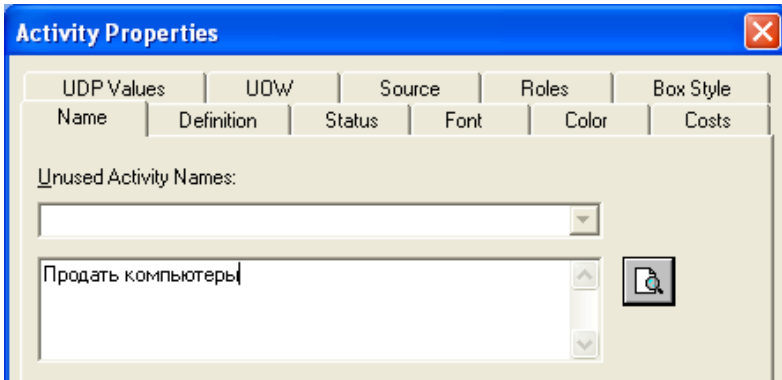 Activity Properties
UDP Values UOW Source Roles Box Style
Name Definition Status Font Color Costs
Unused Activity Names:
Продать компьютеры